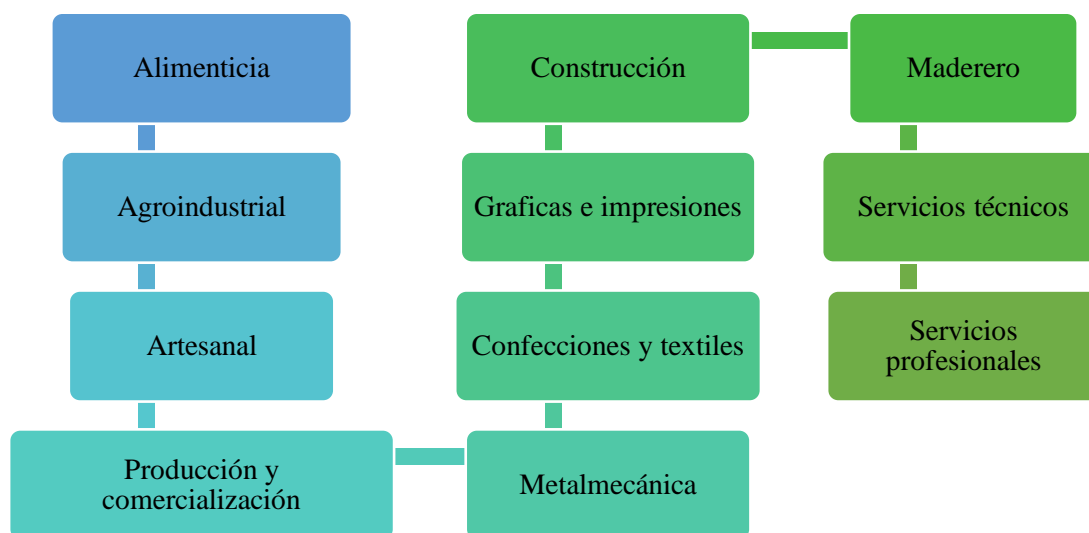 Alimenticia
Agroindustrial
Artesanal
Producción y
comercialización
Metalmecánica
Confecciones y textiles
Graficas e impresiones
Construcción
Maderero
Servicios técnicos
Servicios
profesionales